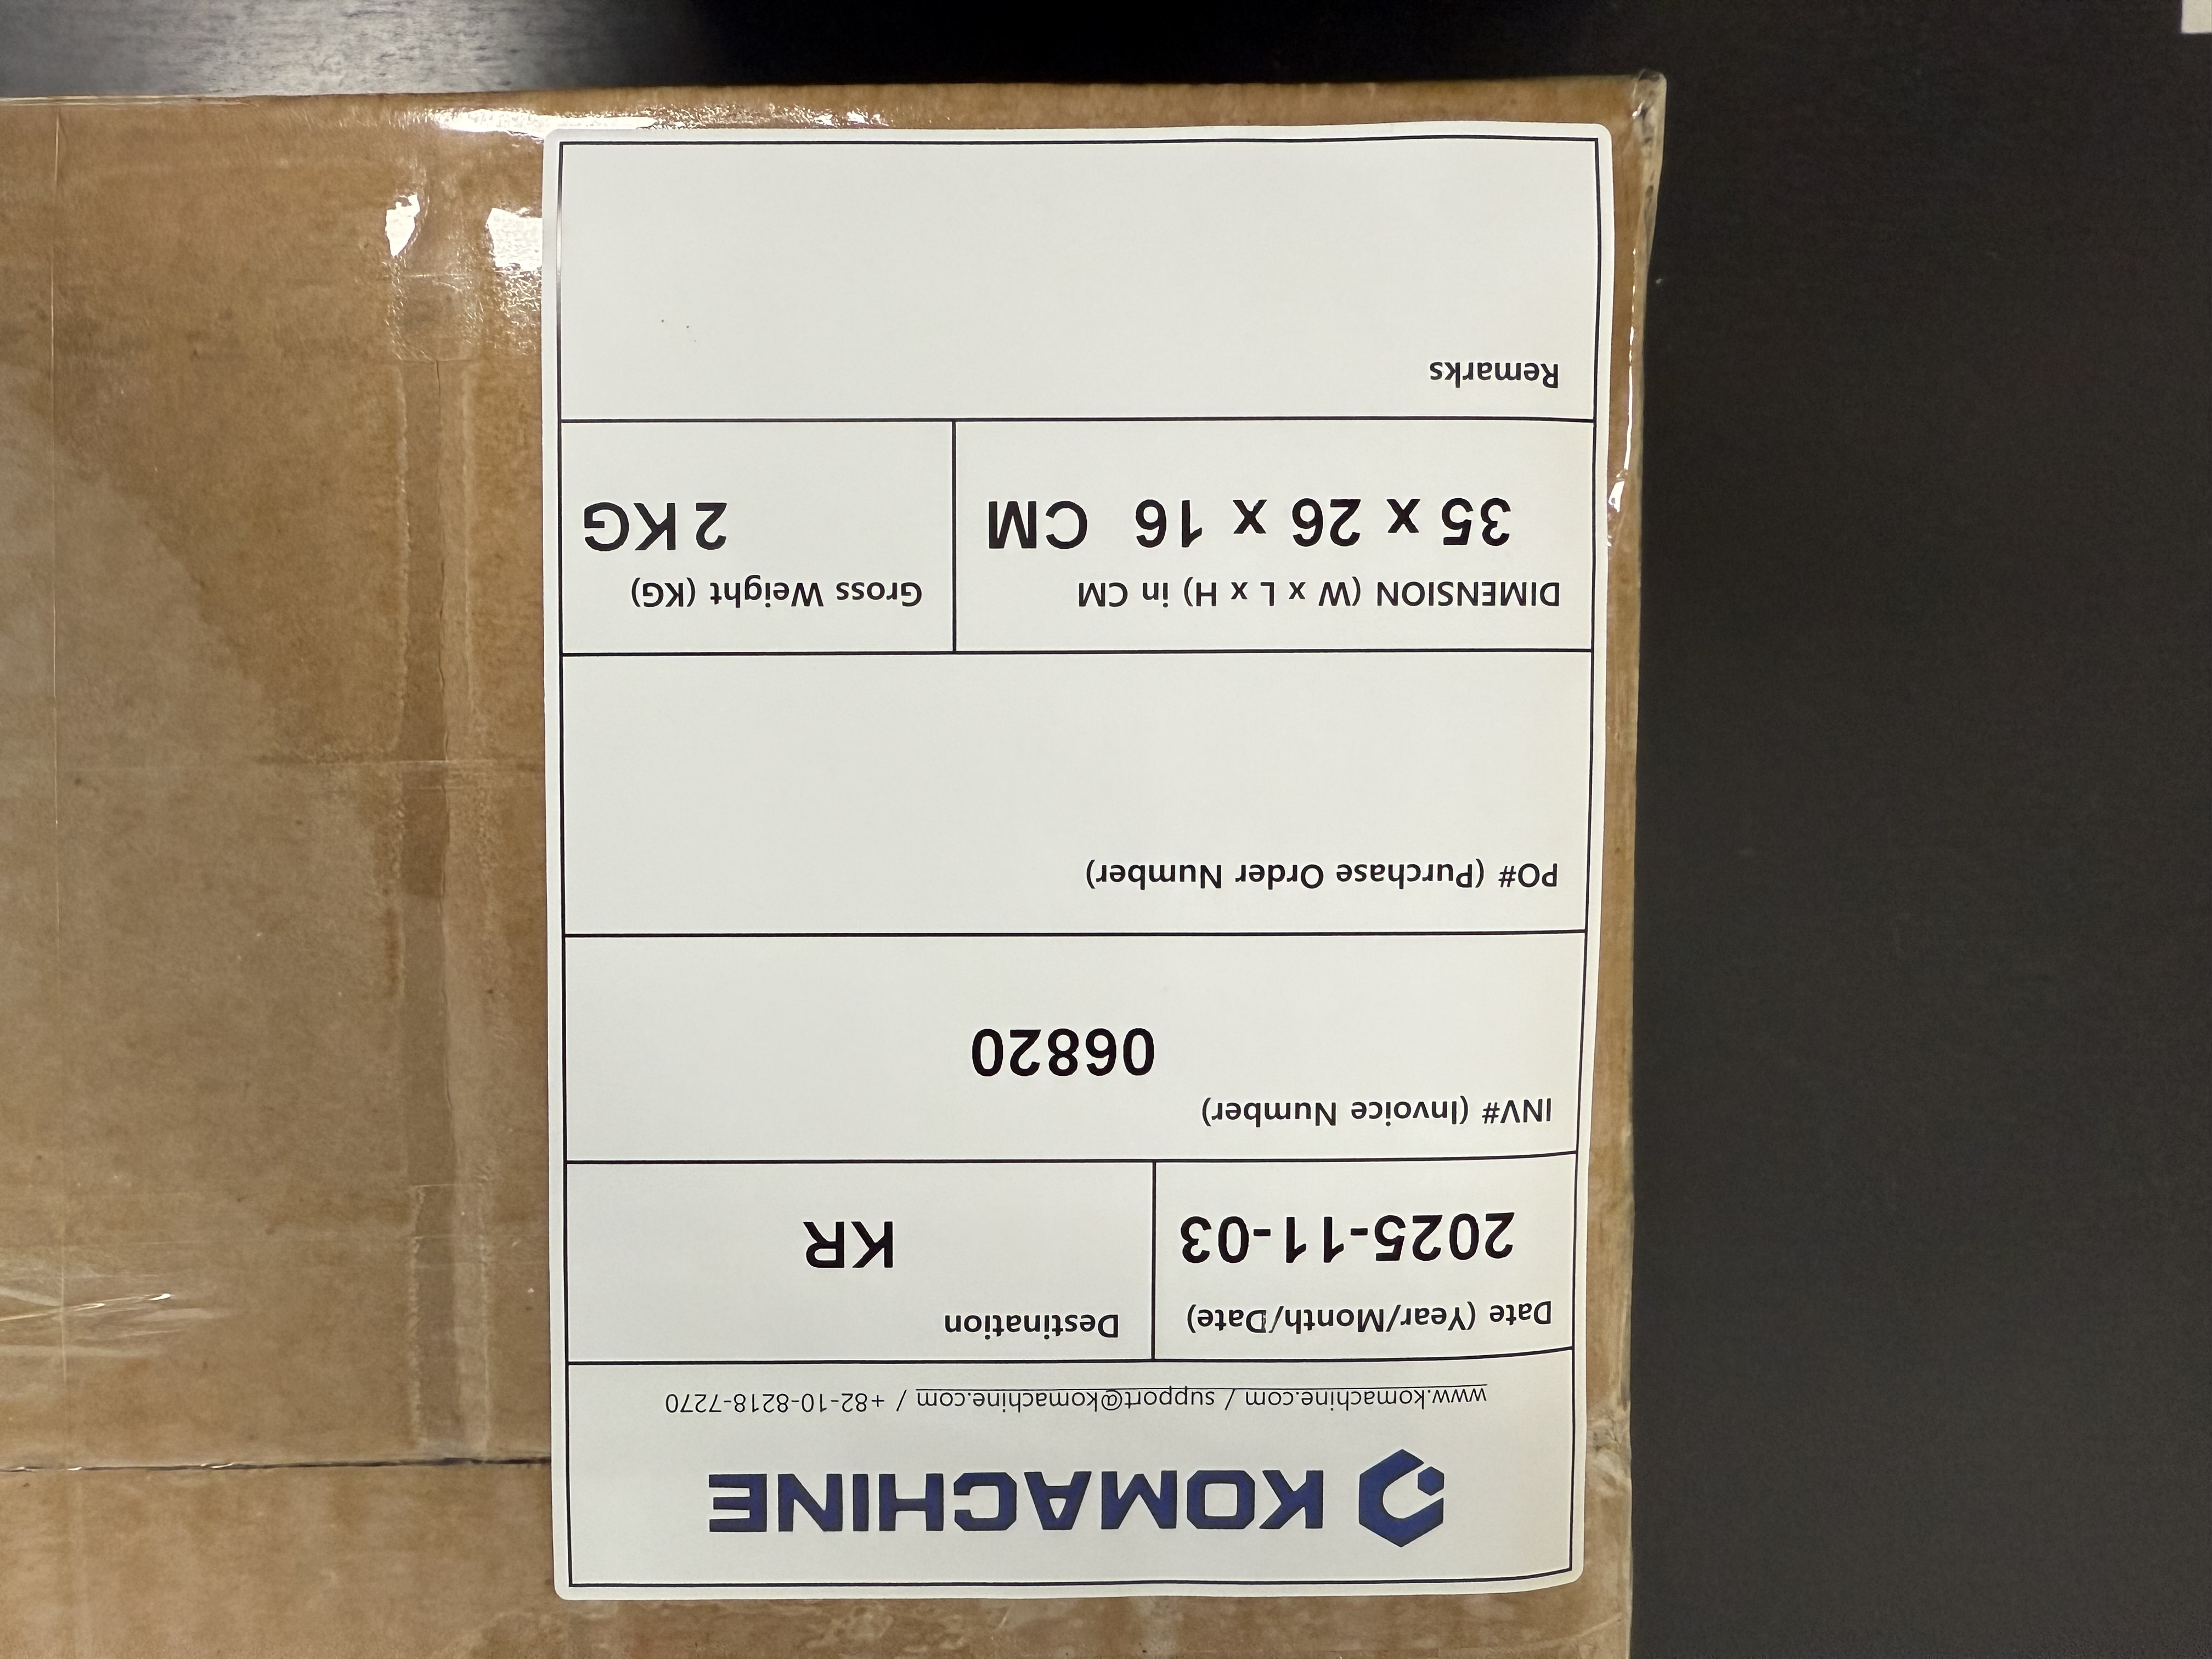 KOMACHINE
www.komachine.com / support@komachine.com / +82-10-8218-7270
Date (Year/Month/Date)
2025-11-03
Destination
KR
INV# (Invoice Number)
06820
PO# (Purchase Order Number)
DIMENSION (W x L x H) in CM
35 x 26 x 16 CM
Gross Weight (KG)
2 KG
Remarks